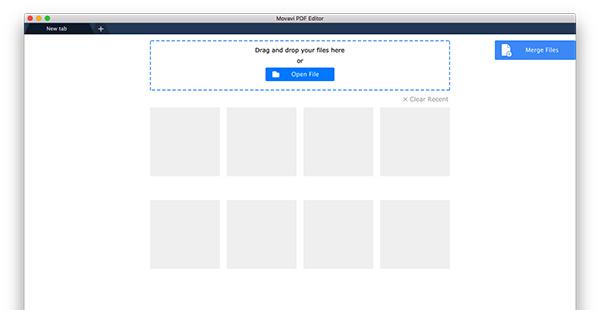 Movavi PDF Editor
New tab
Drag and drop your files here
or
Open File
Merge Files
Clear Recent